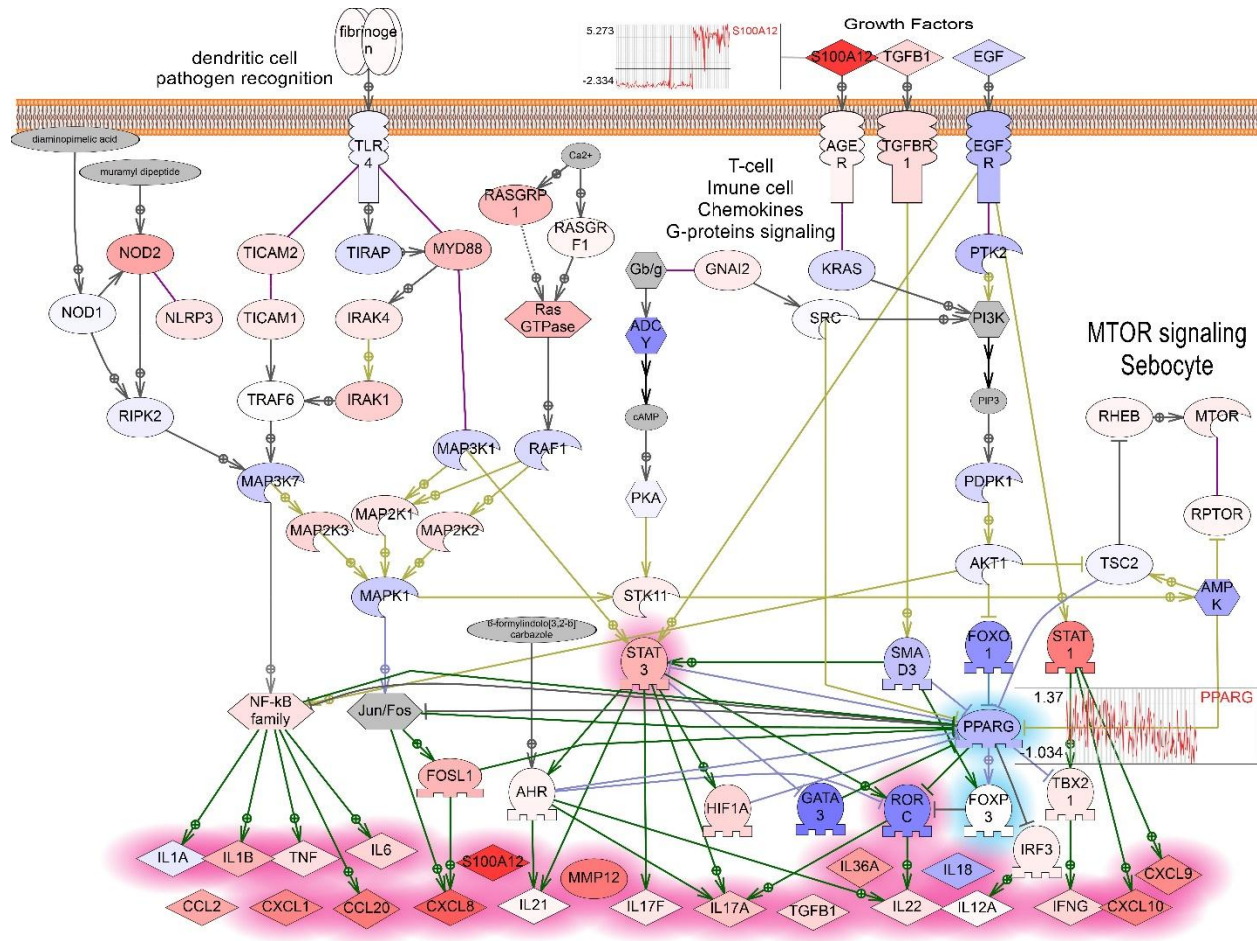 fibrinoge
n
dendritic cell
pathogen recognition
5.273
-2.334
S100A12
Growth Factors
S100A12
TGFB1
EGF
diaminopimelic acid
muramyl dipeptide
TLR
4
Ca2+
AGE
R
TGFBR
1
EGF
R
T-cell
Imune cell
Chemokines
G-proteins signaling
RASGRP
1
RASGR
F1
NOD2
TICAM2
TIRAP
MYD88
PTK2
Gb/g
GNAI2
KRAS
NOD1
NLRP3
TICAM1
IRAK4
Ras
GTPase
ADC
Y
SRC
PI3K
MTOR signaling
Sebocyte
RIPK2
TRAF6
IRAK1
cAMP
PIP3
RHEB
MTOR
MAP3K1
RAF1
MAP3K7
PKA
PDPK1
MAP2K3
MAP2K1
MAP2K2
RPTOR
AKT1
TSC2
MAPK1
STK11
AMP
K
6-formylindolo[3,2-b]
carbazole
STAT
3
SMA
D3
FOXO
1
STAT
1
NF-kB
family
Jun/Fos
PPARG
1.37
-1.034
PPARG
FOSL1
AHR
HIF1A
GATA
3
ROR
C
FOXP
3
TBX2
1
IRF3
IL1A
IL1B
TNF
IL6
S100A12
MMP12
IL36A
IL18
CXCL9
CCL2
CXCL1
CCL20
CXCL8
IL21
IL17F
IL17A
TGFB1
IL22
IL12A
IFNG
CXCL10